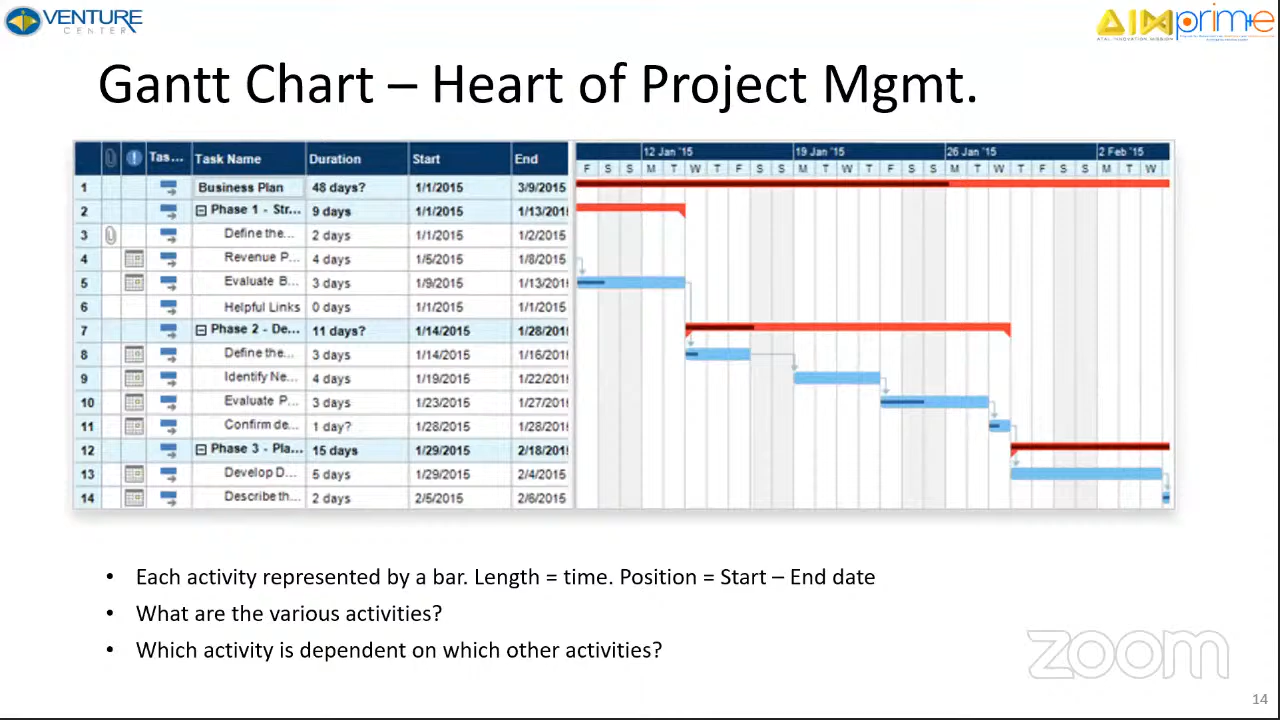 VENTURE
CENTER
AIM prime
ATAL INNOVATION MISSION
Gantt Chart – Heart of Project Mgmt.
Tas... Task Name Duration Start End 12 Jan '15 19 Jan '15 26 Jan '15 2 Feb '15
F S S M T W T F S S M T W T F S S M T W T F S S M T W
1 Business Plan 48 days? 1/1/2015 3/9/2015
2 Phase 1 - Str... 9 days 1/1/2015 1/13/201
3 Define the... 2 days 1/1/2015 1/2/2015
4 Revenue P... 4 days 1/5/2015 1/8/2015
5 Evaluate B... 3 days 1/9/2015 1/13/201
6 Helpful Links 0 days 1/1/2015 1/1/2015
7 Phase 2 - De... 11 days? 1/14/2015 1/28/201
8 Define the... 3 days 1/14/2015 1/16/201
9 Identify Ne... 4 days 1/19/2015 1/22/201
10 Evaluate P... 3 days 1/23/2015 1/27/201
11 Confirm de... 1 day? 1/28/2015 1/28/201
12 Phase 3 - Pla... 15 days 1/29/2015 2/18/201
13 Develop D... 5 days 1/29/2015 2/4/2015
14 Describe th... 2 days 2/5/2015 2/6/2015
• Each activity represented by a bar. Length = time. Position = Start – End date
• What are the various activities?
• Which activity is dependent on which other activities?
zoom
14